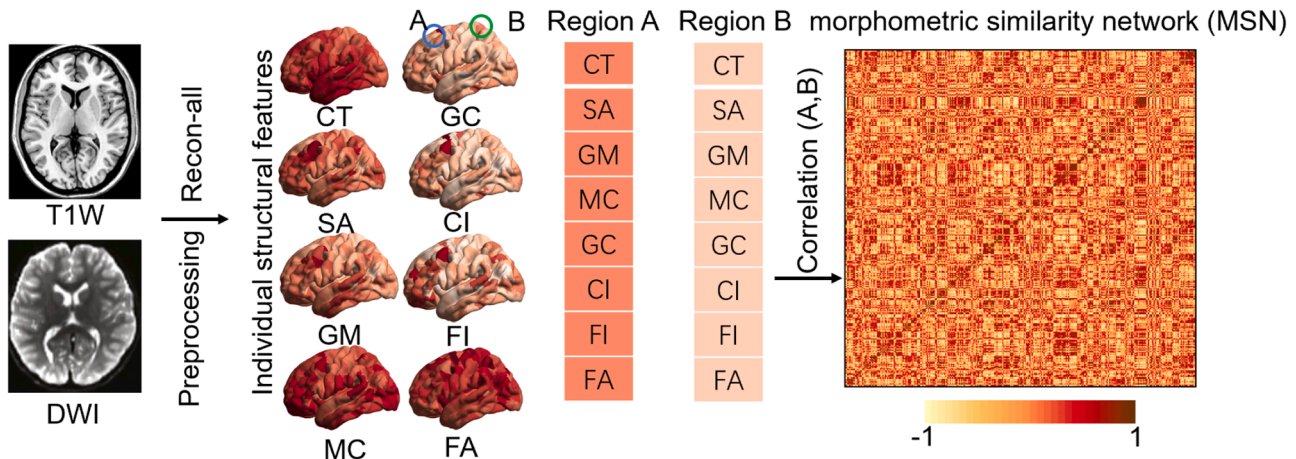 T1W
DWI
Recon-all
Preprocessing
Individual structural features
A
B
CT
GC
SA
CI
GM
FI
MC
FA
Region A
CT
SA
GM
MC
GC
CI
FI
FA
Region B
CT
SA
GM
MC
GC
CI
FI
FA
Correlation (A,B)
morphometric similarity network (MSN)
-1
1